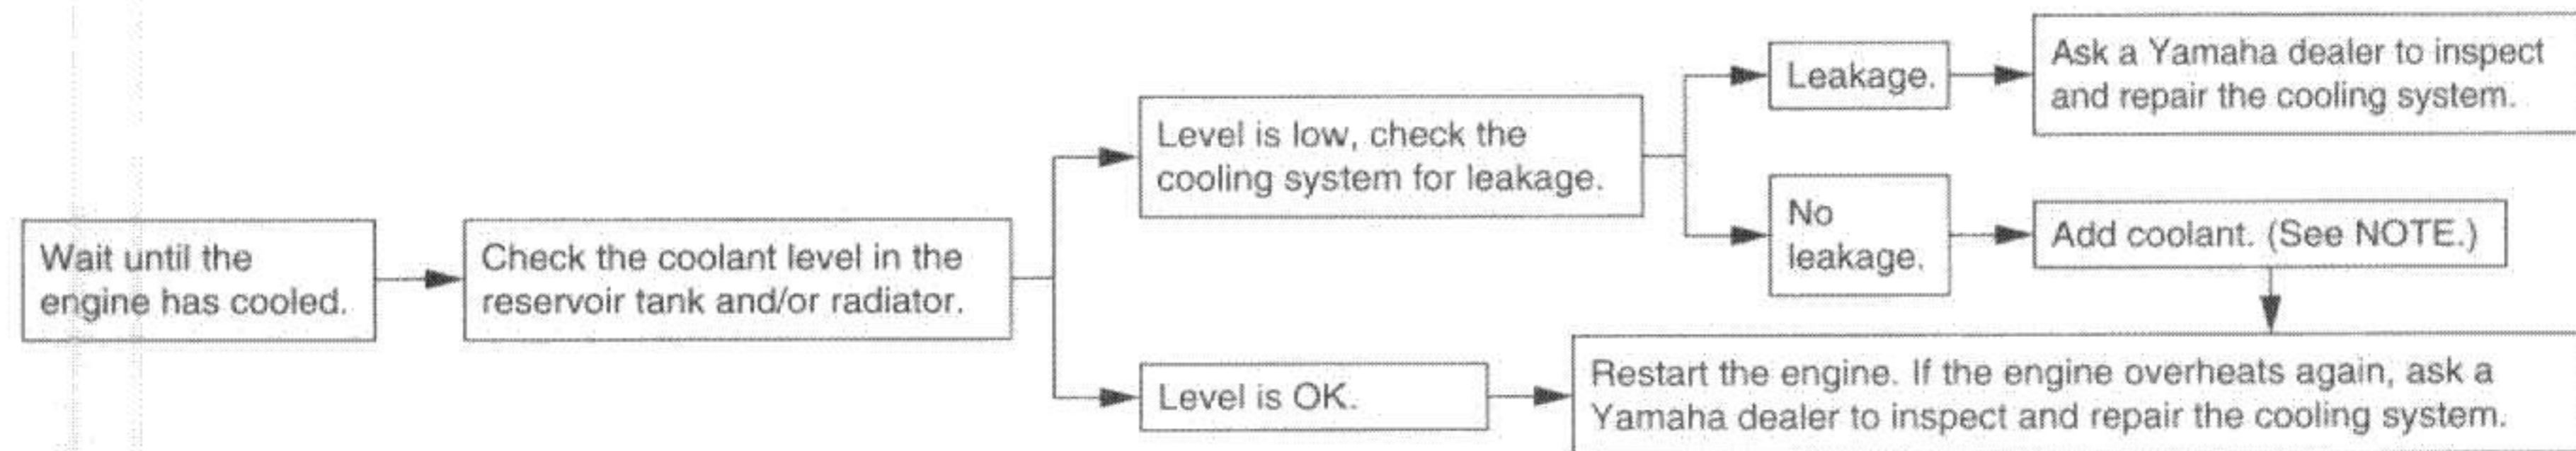 Wait until the
engine has cooled.
Check the coolant level in the
reservoir tank and/or radiator.
Level is low, check the
cooling system for leakage.
Leakage.
Ask a Yamaha dealer to inspect
and repair the cooling system.
No
leakage.
Add coolant. (See NOTE.)
Level is OK.
Restart the engine. If the engine overheats again, ask a
Yamaha dealer to inspect and repair the cooling system.